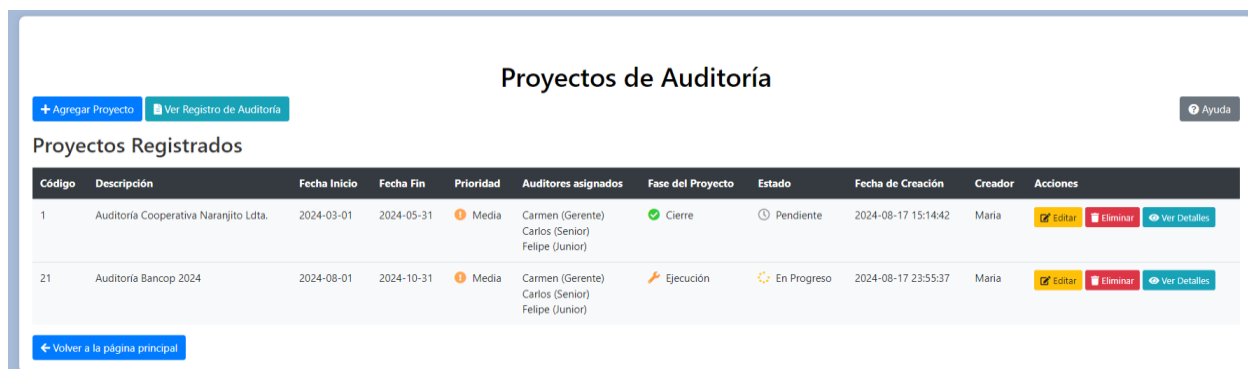 Proyectos de Auditoría
Agregar Proyecto Ver Registro de Auditoría Ayuda
Proyectos Registrados
Código Descripción Fecha Inicio Fecha Fin Prioridad Auditores asignados Fase del Proyecto Estado Fecha de Creación Creador Acciones
1 Auditoría Cooperativa Naranjito Ldta. 2024-03-01 2024-05-31 Media Carmen (Gerente) Cierre Pendiente 2024-08-17 15:14:42 Maria Editar Eliminar Ver Detalles
Carlos (Senior)
Felipe (Junior)
21 Auditoría Bancop 2024 2024-08-01 2024-10-31 Media Carmen (Gerente) Ejecución En Progreso 2024-08-17 23:55:37 Maria Editar Eliminar Ver Detalles
Carlos (Senior)
Felipe (Junior)
Volver a la página principal